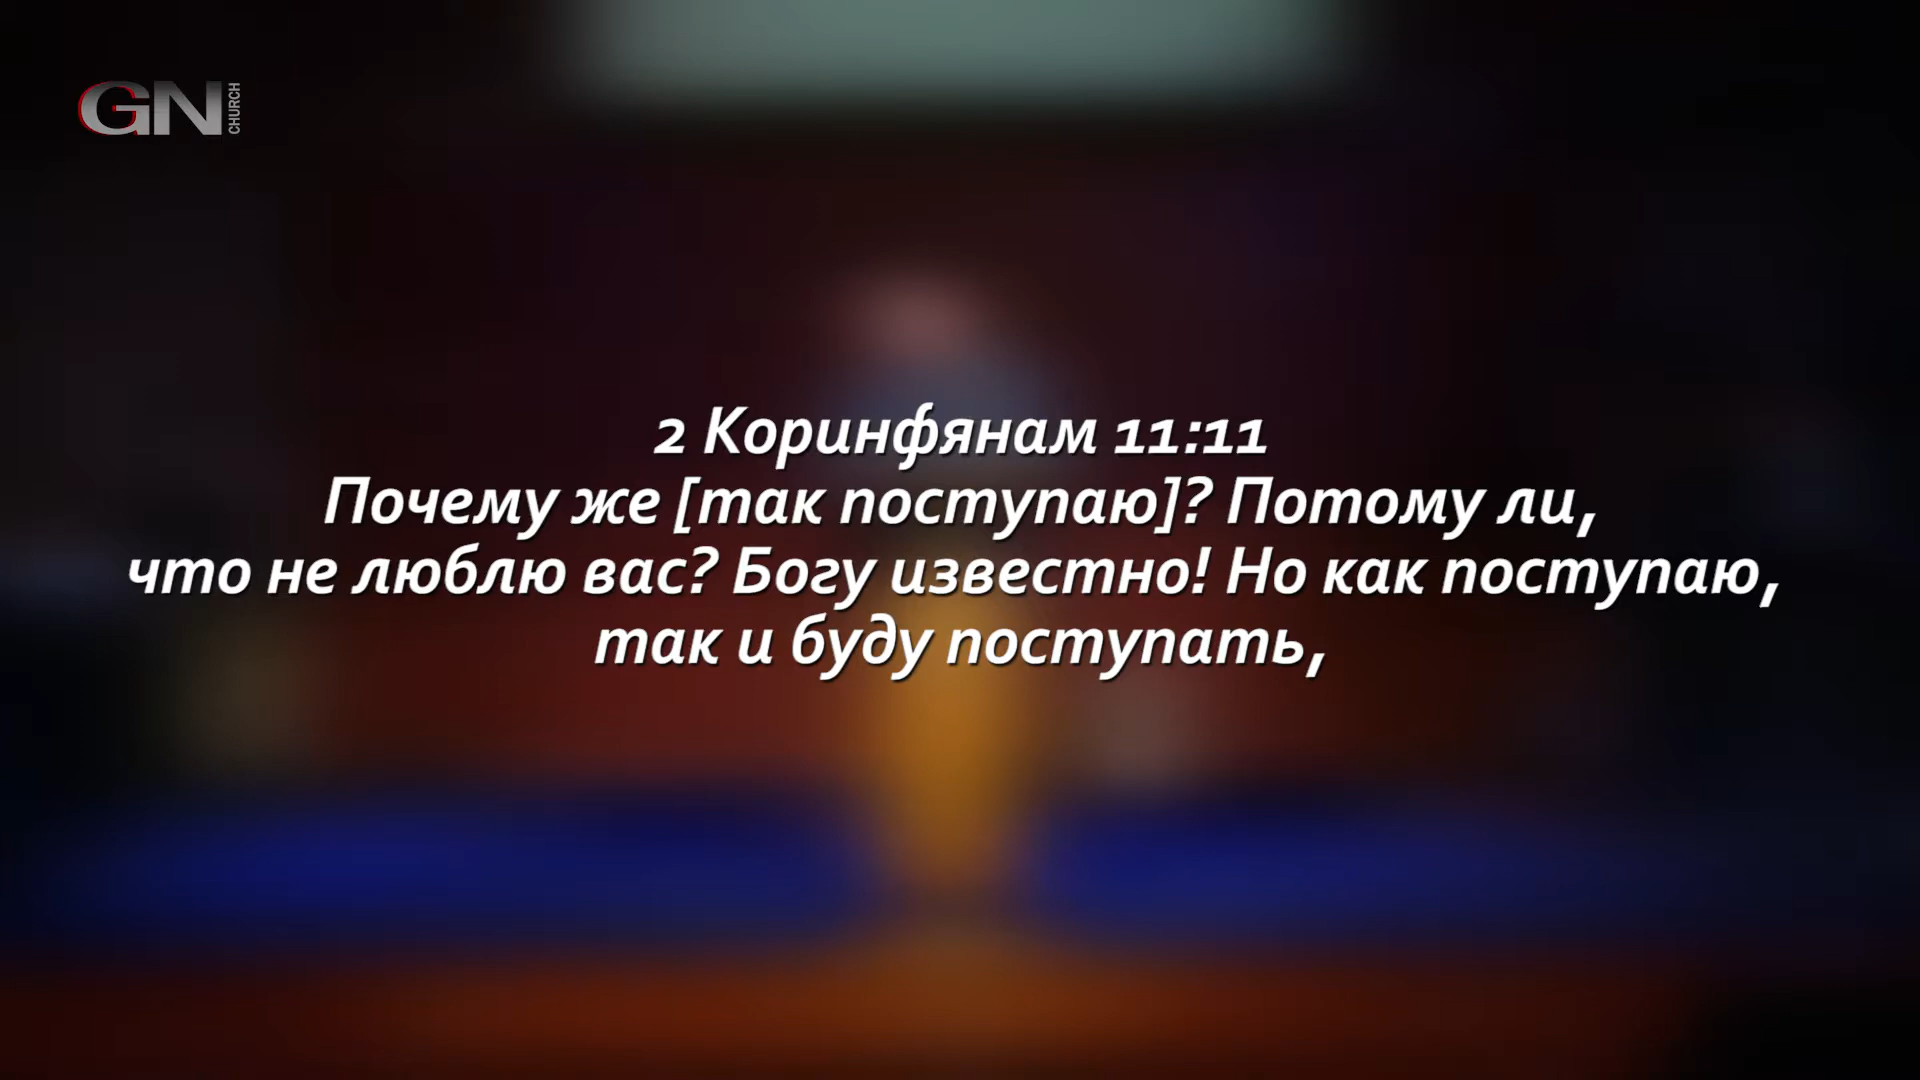 GN CHURCH
2 Коринфянам 11:11
Почему же [так поступаю]? Потому ли,
что не люблю вас? Богу известно! Но как поступаю,
так и буду поступать,